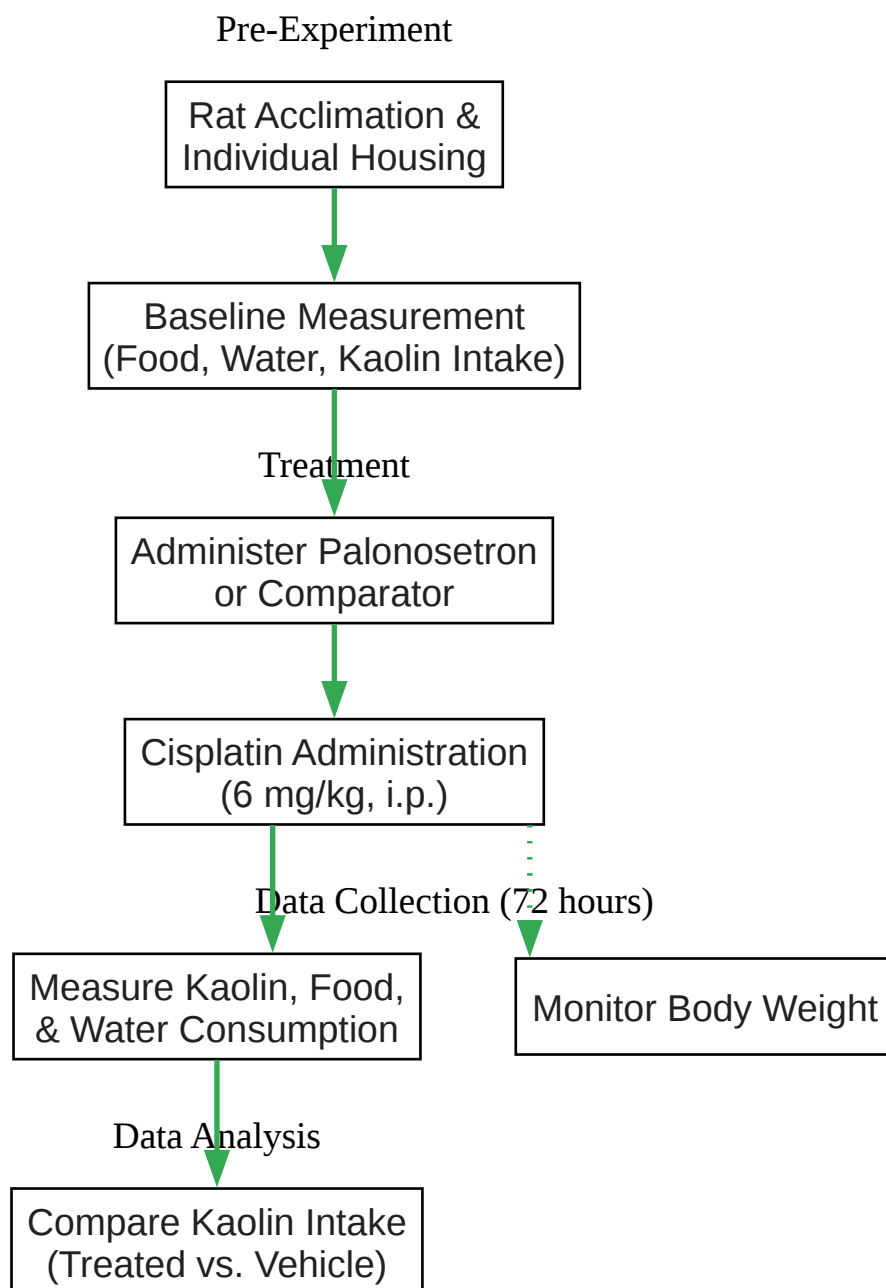 Pre-Experiment
Rat Acclimation &
Individual Housing
Baseline Measurement
(Food, Water, Kaolin Intake)
Treatment
Administer Palonosetron
or Comparator
Cisplatin Administration
(6 mg/kg, i.p.)
Data Collection (72 hours)
Measure Kaolin, Food,
& Water Consumption
Monitor Body Weight
Data Analysis
Compare Kaolin Intake
(Treated vs. Vehicle)